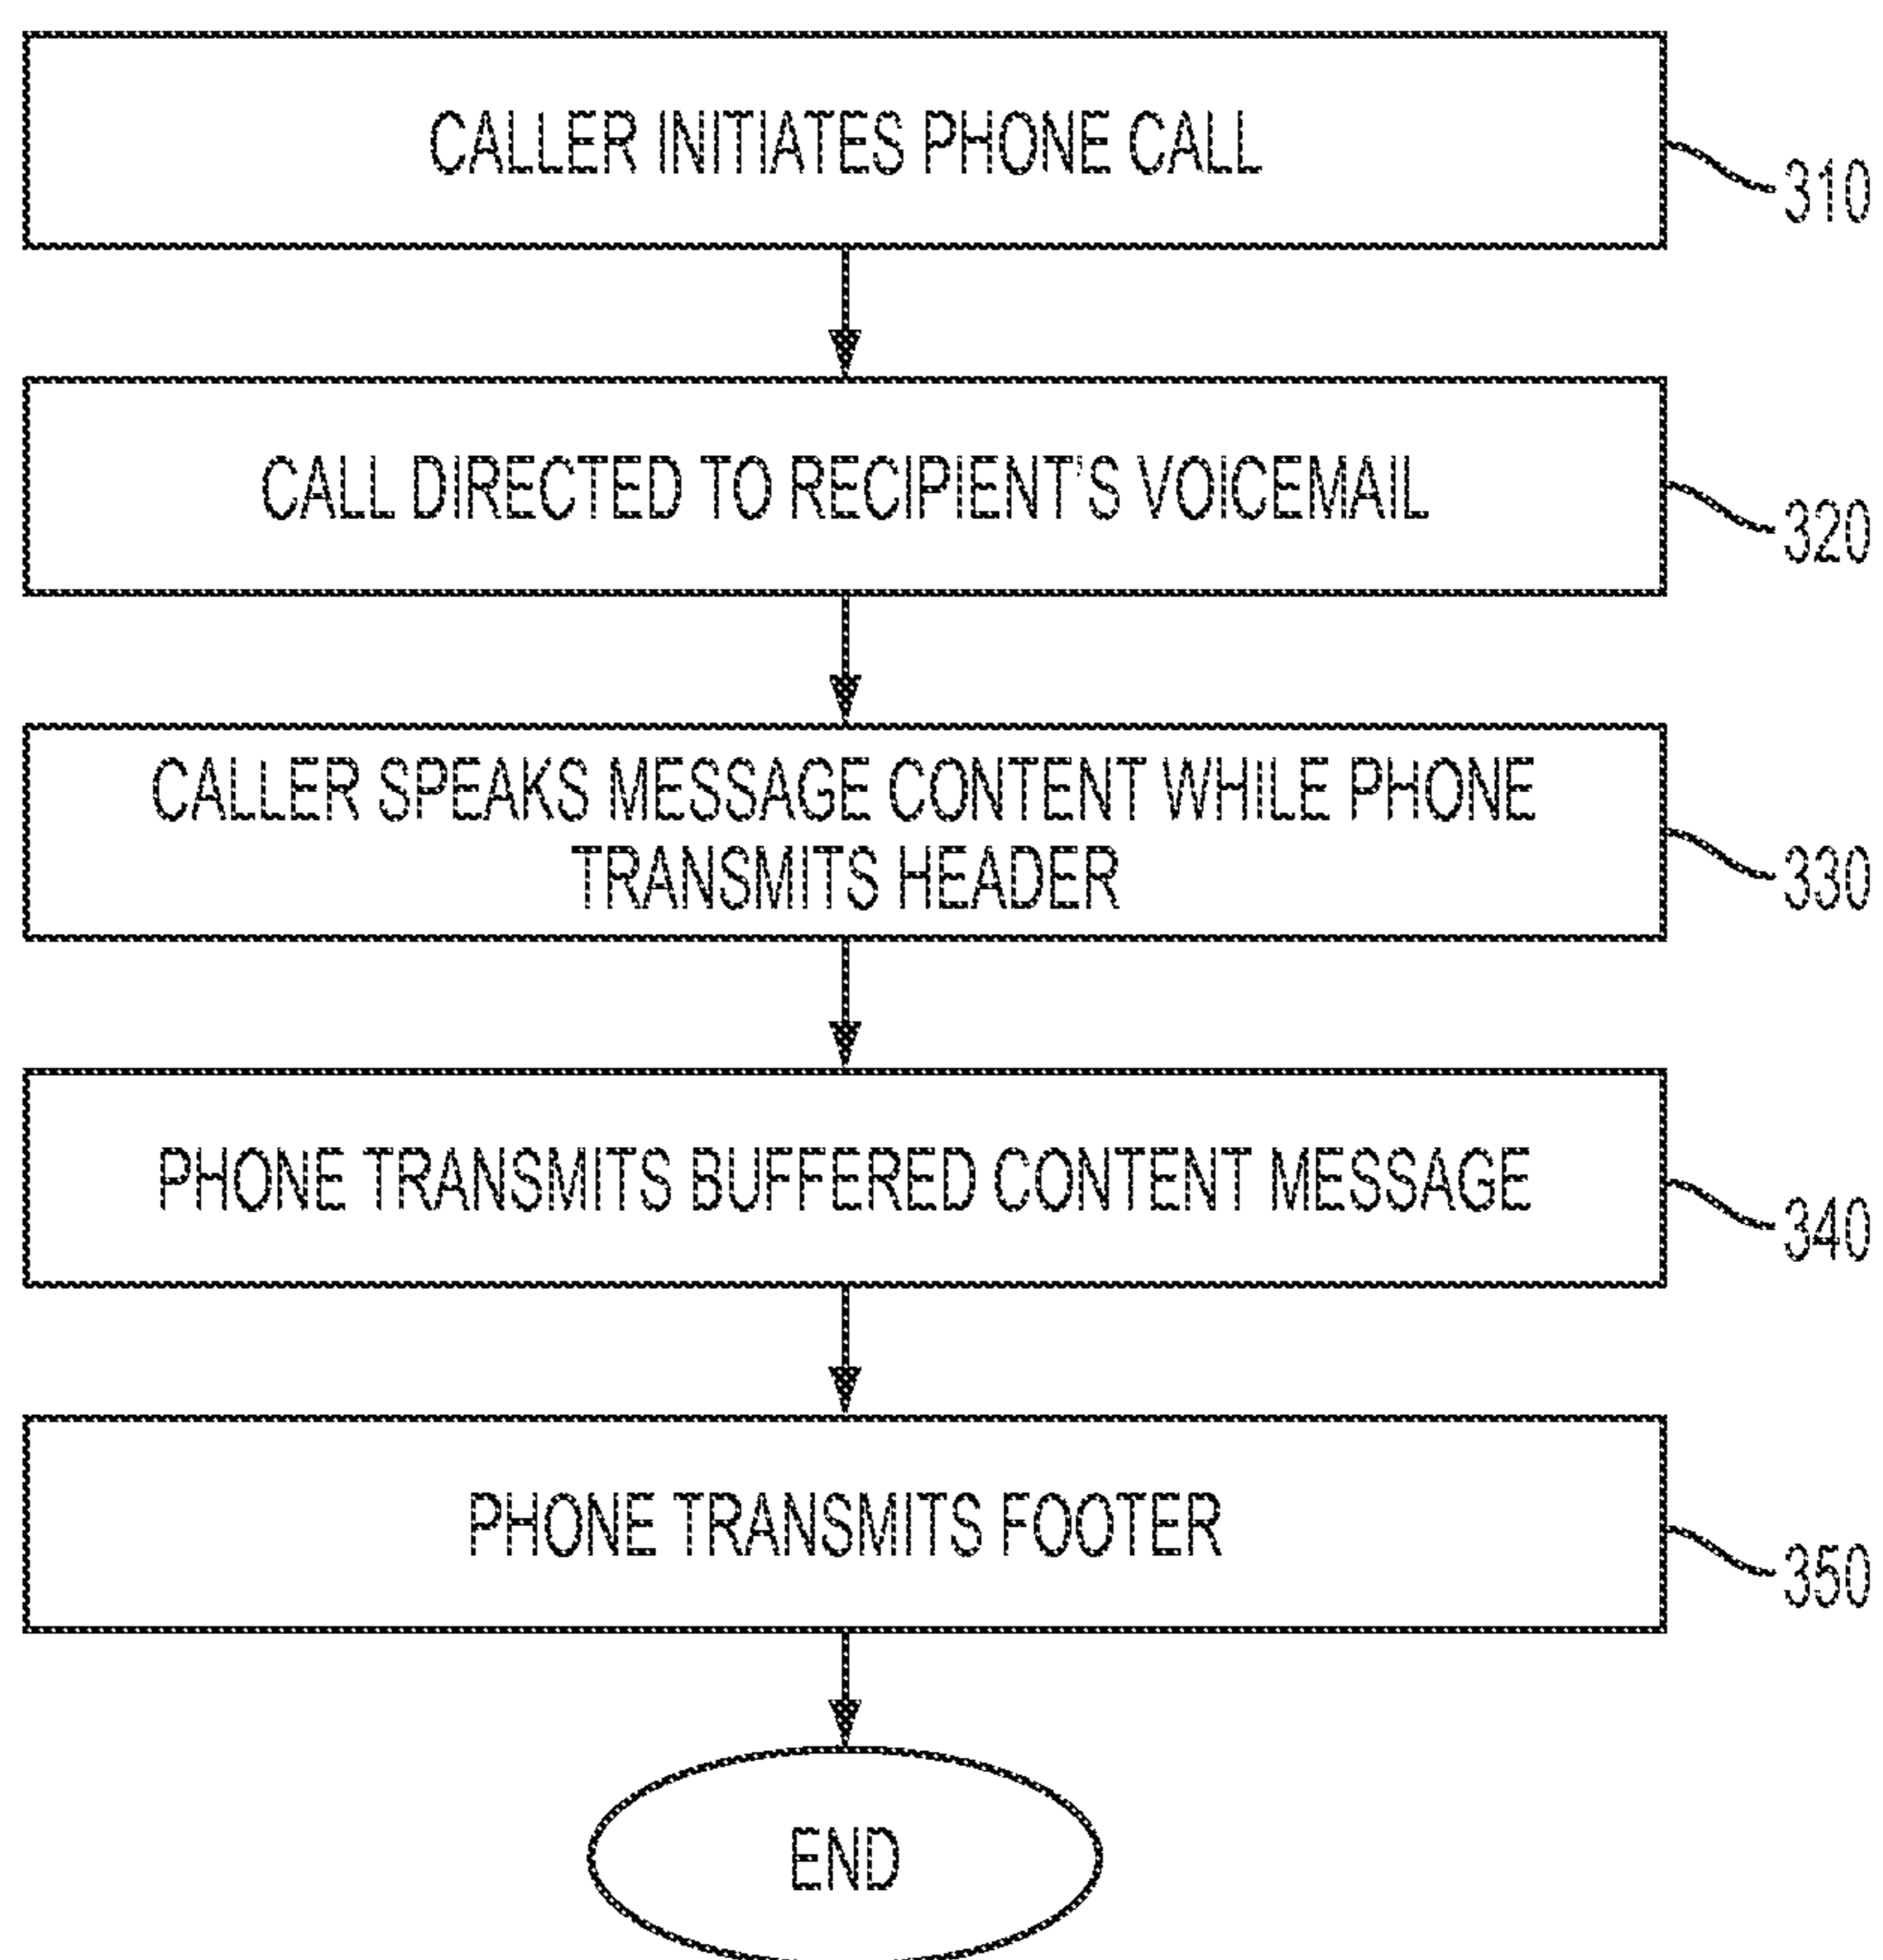 CALLER INITIATES PHONE CALL
310
CALL DIRECTED TO RECIPIENT'S VOICEMAIL
320
CALLER SPEAKS MESSAGE CONTENT WHILE PHONE
TRANSMITS HEADER
330
PHONE TRANSMITS BUFFERED CONTENT MESSAGE
340
PHONE TRANSMITS FOOTER
350
END